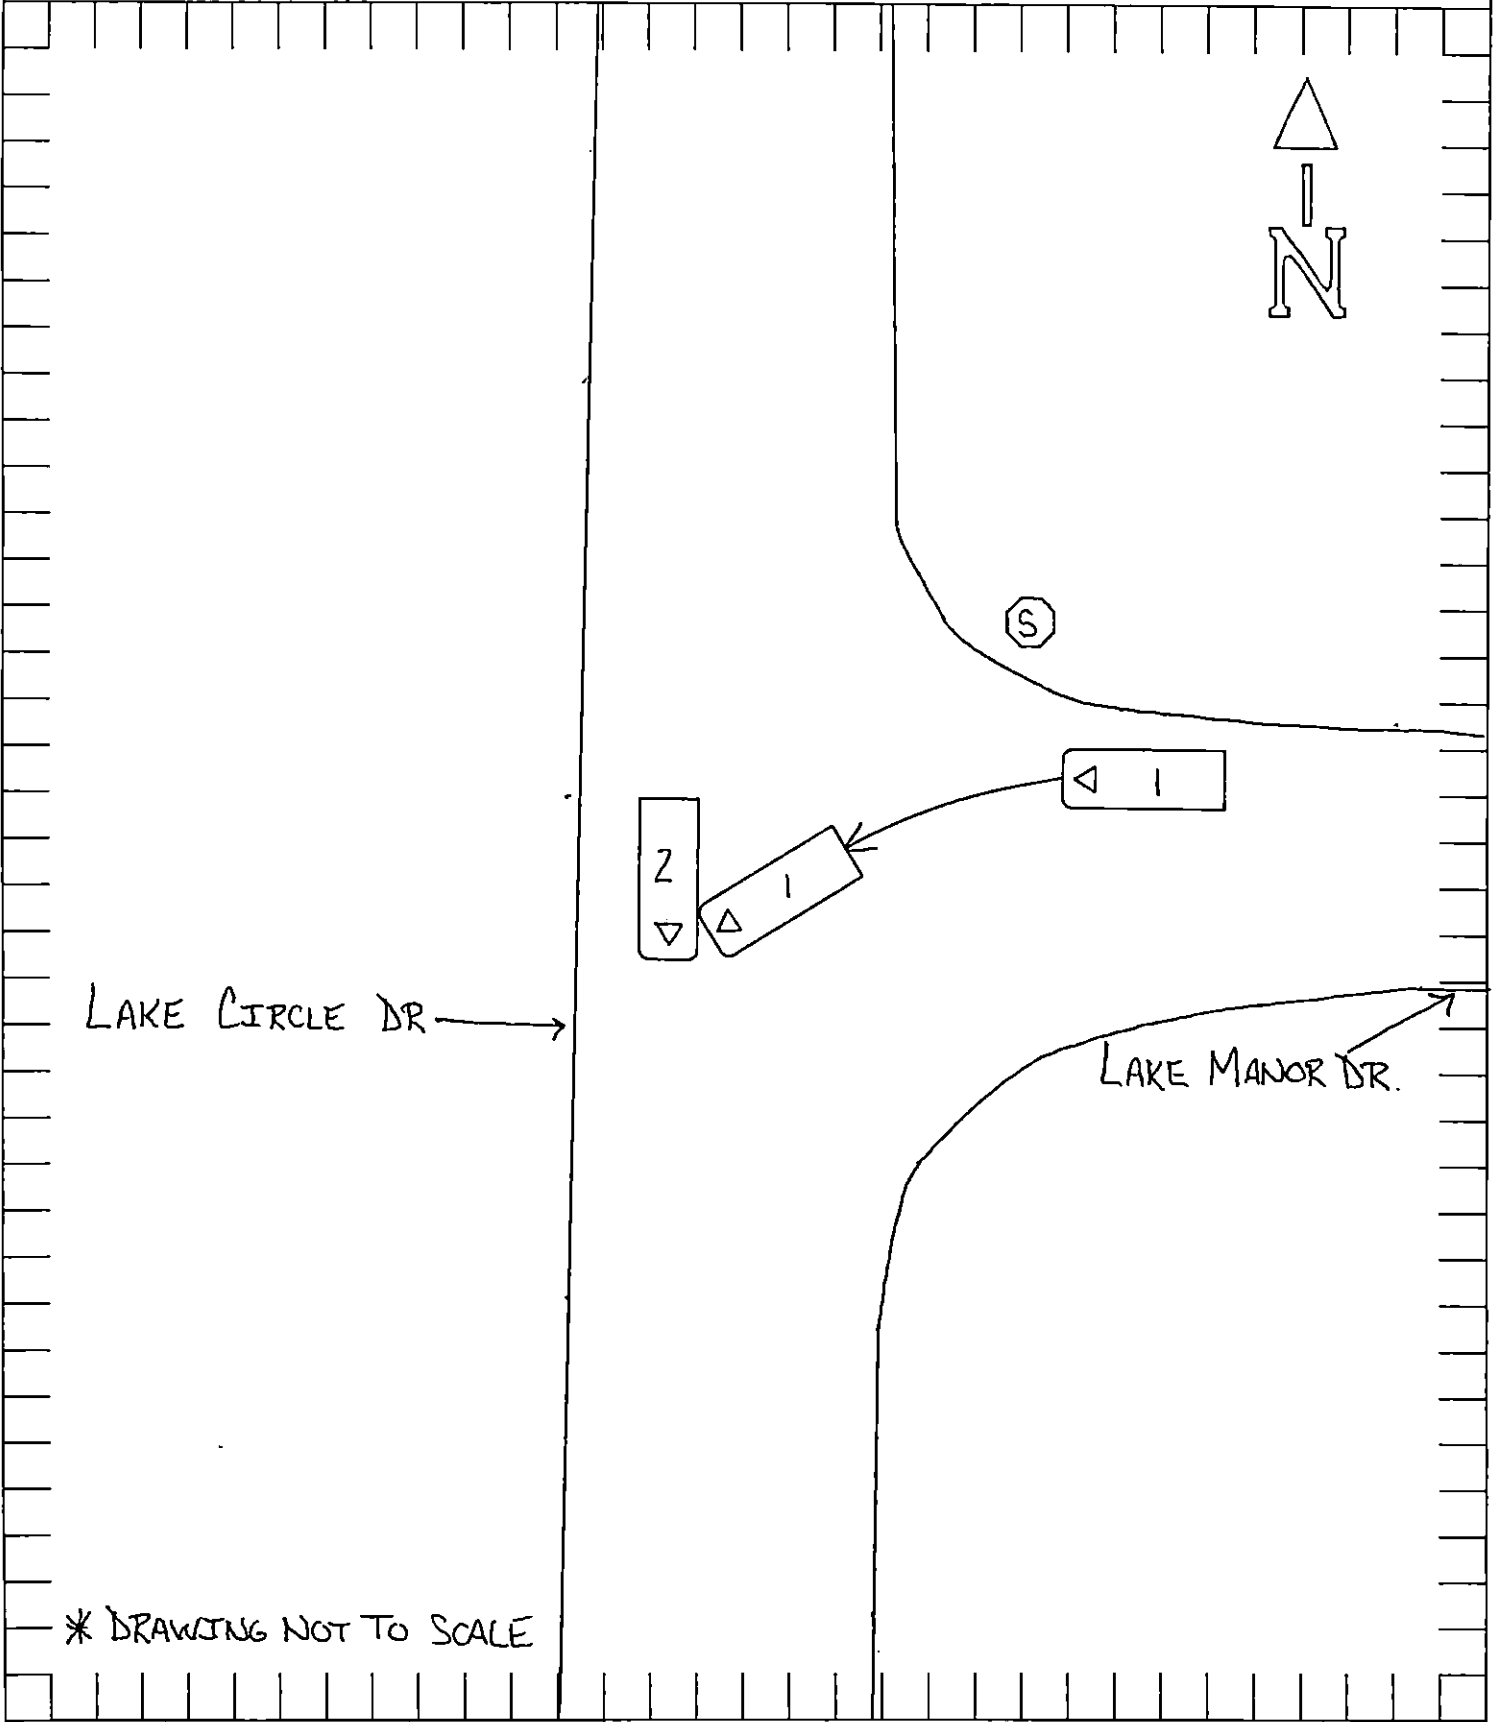 N
S
1
2
1
LAKE CIRCLE DR
LAKE MANOR DR.
* DRAWING NOT TO SCALE